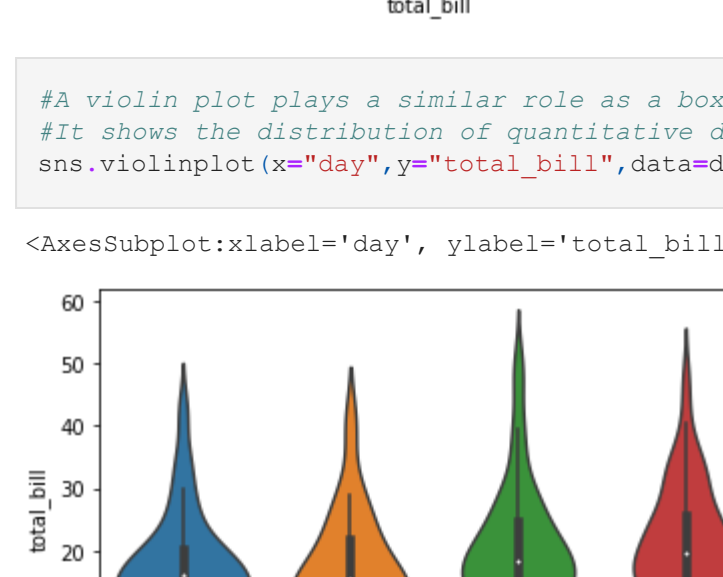 total_bill
#A violin plot plays a similar role as a box
#It shows the distribution of quantitative d
sns.violinplot(x="day",y="total_bill",data=d
<AxesSubplot:xlabel='day', ylabel='total_bill
60
50
40
30
20
total_bill